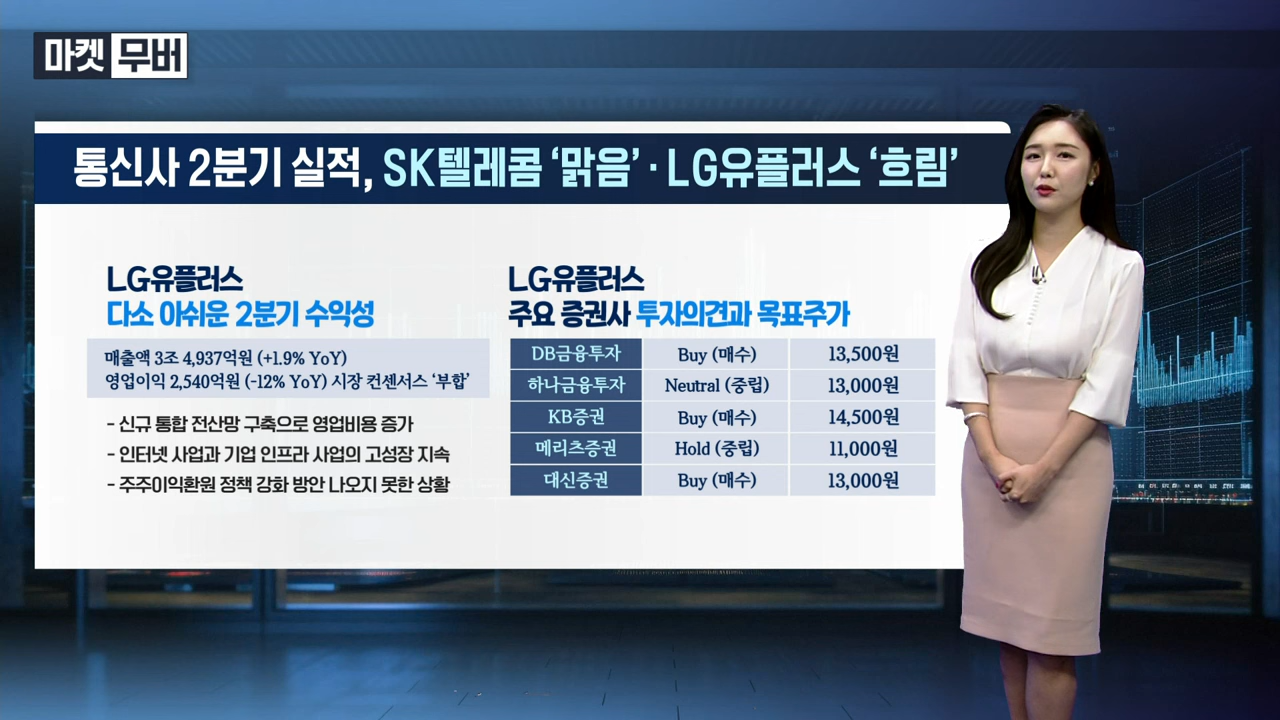 마켓 무버
통신사 2분기 실적, SK텔레콤 ‘맑음’·LG유플러스 ‘흐림’
LG유플러스
다소 아쉬운 2분기 수익성
매출액 3조 4,937억원 (+1.9% YoY)
영업이익 2,540억원 (-12% YoY) 시장 컨센서스 ‘부합’
- 신규 통합 전산망 구축으로 영업비용 증가
- 인터넷 사업과 기업 인프라 사업의 고성장 지속
- 주주이익환원 정책 강화 방안 나오지 못한 상황
LG유플러스
주요 증권사 투자의견과 목표주가
DB금융투자 Buy (매수) 13,500원
하나금융투자 Neutral (중립) 13,000원
KB증권 Buy (매수) 14,500원
메리츠증권 Hold (중립) 11,000원
대신증권 Buy (매수) 13,000원